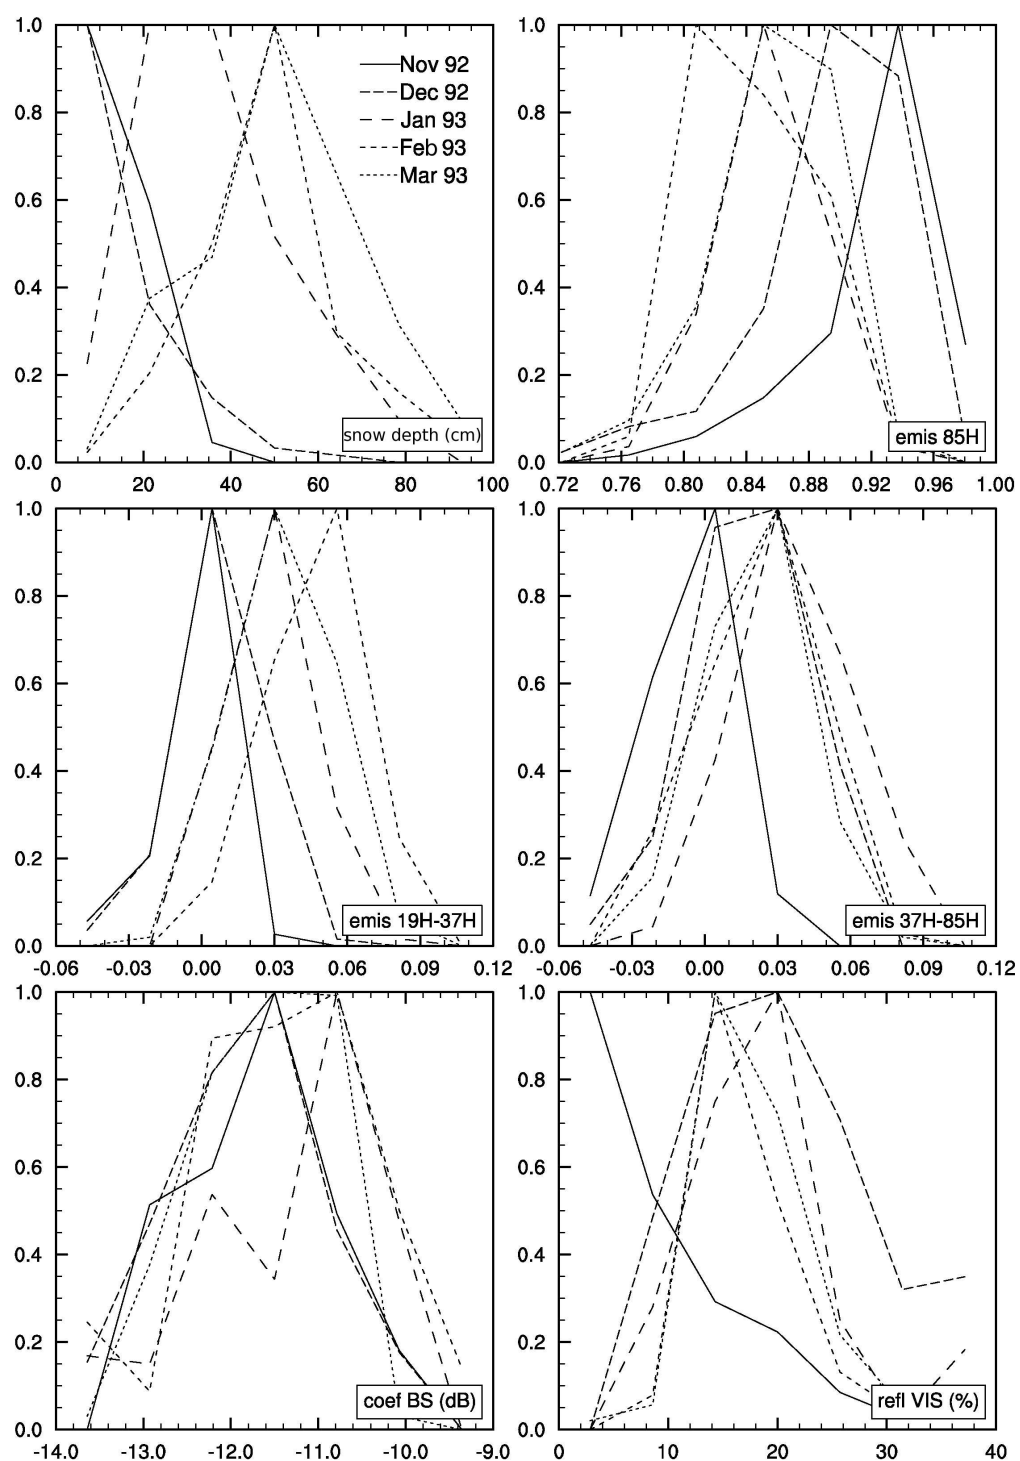 1.0 1.0
Nov 92
Dec 92
0.8 0.8
Jan 93
Feb 93
Mar 93
0.6 0.6
0.4 0.4
0.2 0.2
snow depth (cm) emis 85H
0.0 0.0
0 20 40 60 80 100 0.72 0.76 0.80 0.84 0.88 0.92 0.96 1.00
1.0 1.0
0.8 0.8
0.6 0.6
0.4 0.4
0.2 0.2
emis 19H-37H emis 37H-85H
0.0 0.0
-0.06 -0.03 0.00 0.03 0.06 0.09 0.12 -0.06 -0.03 0.00 0.03 0.06 0.09 0.12
1.0 1.0
0.8 0.8
0.6 0.6
0.4 0.4
0.2 0.2
coef BS (dB) refl VIS (%)
0.0 0.0
-14.0 -13.0 -12.0 -11.0 -10.0 -9.0 0 10 20 30 40